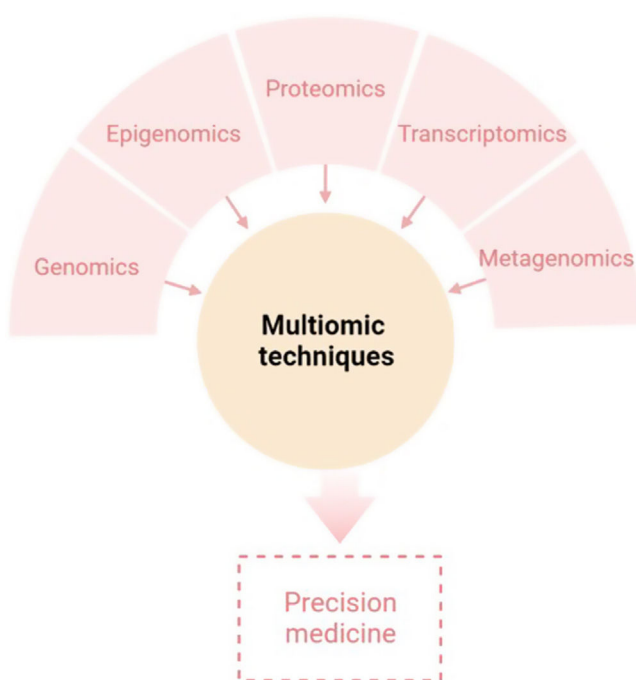 Proteomics
Epigenomics
Transcriptomics
Genomics
Metagenomics
Multiomic
techniques
Precision
medicine